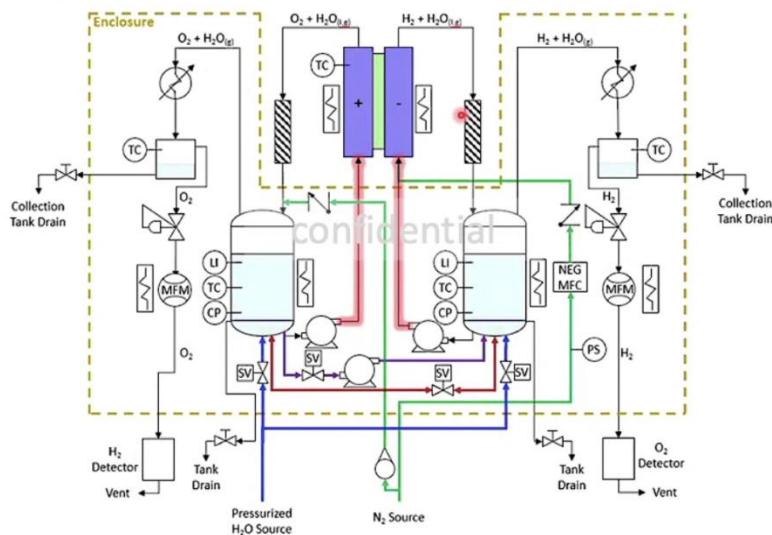 Enclosure
O₂ + H₂O(g)
O₂ + H₂O(l,g)
H₂ + H₂O(l,g)
H₂ + H₂O(g)
TC
+
-
TC
TC
Collection
Tank Drain
O₂
H₂
Collection
Tank Drain
confidential
LI
TC
CP
LI
TC
CP
MFM
NEG
MFC
MFM
O₂
SV
SV
SV
SV
PS
H₂
H₂
Detector
Vent
Tank
Drain
Pressurized
H₂O Source
N₂ Source
Tank
Drain
O₂
Detector
Vent